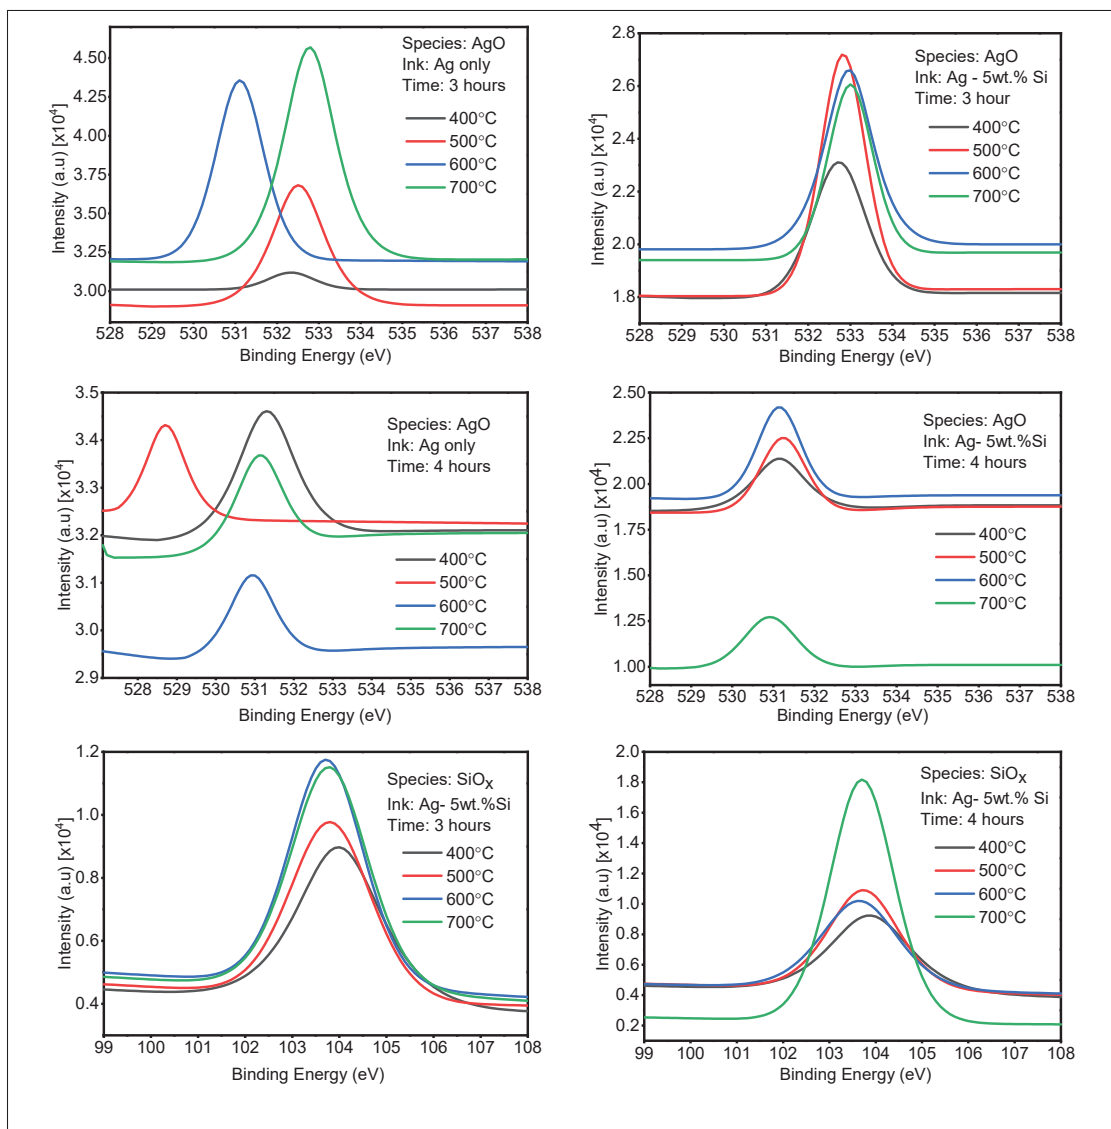 Species: AgO
Ink: Ag only
Time: 3 hours
400°C
500°C
600°C
700°C
4.50
4.25
4.00
3.75
3.50
3.25
3.00
Intensity (a.u) [x10⁴]
528 529 530 531 532 533 534 535 536 537 538
Binding Energy (eV)
Species: AgO
Ink: Ag - 5wt.% Si
Time: 3 hour
400°C
500°C
600°C
700°C
2.8
2.6
2.4
2.2
2.0
1.8
Intensity (a.u) [x10⁴]
528 529 530 531 532 533 534 535 536 537 538
Binding Energy (eV)
Species: AgO
Ink: Ag only
Time: 4 hours
400°C
500°C
600°C
700°C
3.5
3.4
3.3
3.2
3.1
3.0
2.9
Intensity (a.u) [x10⁴]
528 529 530 531 532 533 534 535 536 537 538
Binding Energy (eV)
Species: AgO
Ink: Ag- 5wt.%Si
Time: 4 hours
400°C
500°C
600°C
700°C
2.50
2.25
2.00
1.75
1.50
1.25
1.00
Intensity (a.u) [x10⁴]
528 529 530 531 532 533 534 535 536 537 538
Binding Energy (eV)
Species: SiOX
Ink: Ag- 5wt.%Si
Time: 3 hours
400°C
500°C
600°C
700°C
1.2
1.0
0.8
0.6
0.4
Intensity (a.u) [x10⁴]
99 100 101 102 103 104 105 106 107 108
Binding Energy (eV)
Species: SiOX
Ink: Ag- 5wt.% Si
Time: 4 hours
400°C
500°C
600°C
700°C
2.0
1.8
1.6
1.4
1.2
1.0
0.8
0.6
0.4
0.2
Intensity (a.u) [x10⁴]
99 100 101 102 103 104 105 106 107 108
Binding Energy (eV)